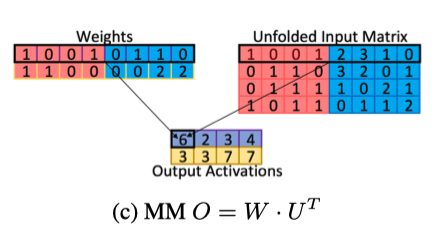 Weights Unfolded Input Matrix
1 0 0 1 0 1 1 0 1 0 0 1 2 3 1 0
1 1 0 0 0 0 2 2 0 1 1 0 3 2 0 1
0 1 1 1 1 0 2 1
1 0 1 1 0 1 1 2
6 2 3 4
3 3 7 7
Output Activations
(c) MM O = W · U^T